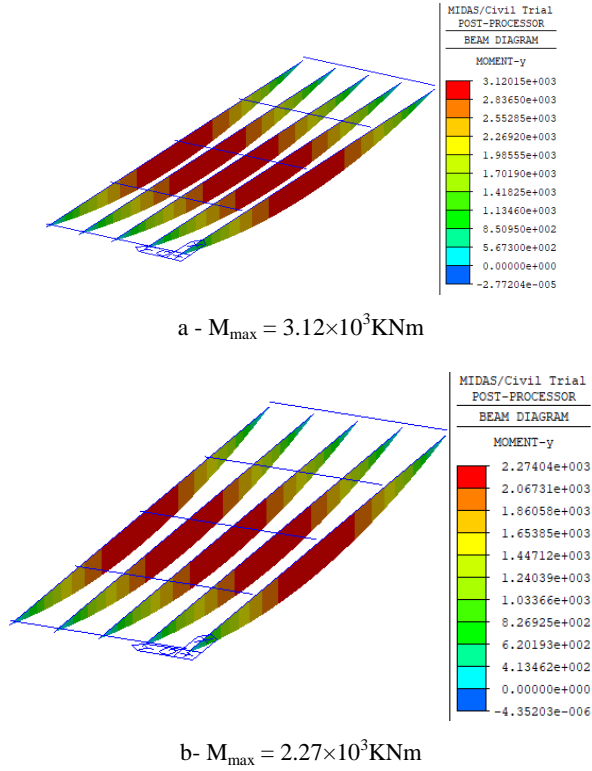 MIDAS/Civil Trial
POST-PROCESSOR
BEAM DIAGRAM
MOMENT-y
3.12015e+003
2.83650e+003
2.55285e+003
2.26920e+003
1.98555e+003
1.70190e+003
1.41825e+003
1.13460e+003
8.50950e+002
5.67300e+002
0.00000e+000
-2.77204e-005
a - Mmax = 3.12×10³KNm
MIDAS/Civil Trial
POST-PROCESSOR
BEAM DIAGRAM
MOMENT-y
2.27404e+003
2.06731e+003
1.86058e+003
1.65385e+003
1.44712e+003
1.24039e+003
1.03366e+003
8.26925e+002
6.20193e+002
4.13462e+002
0.00000e+000
-4.35203e-006
b- Mmax = 2.27×10³KNm